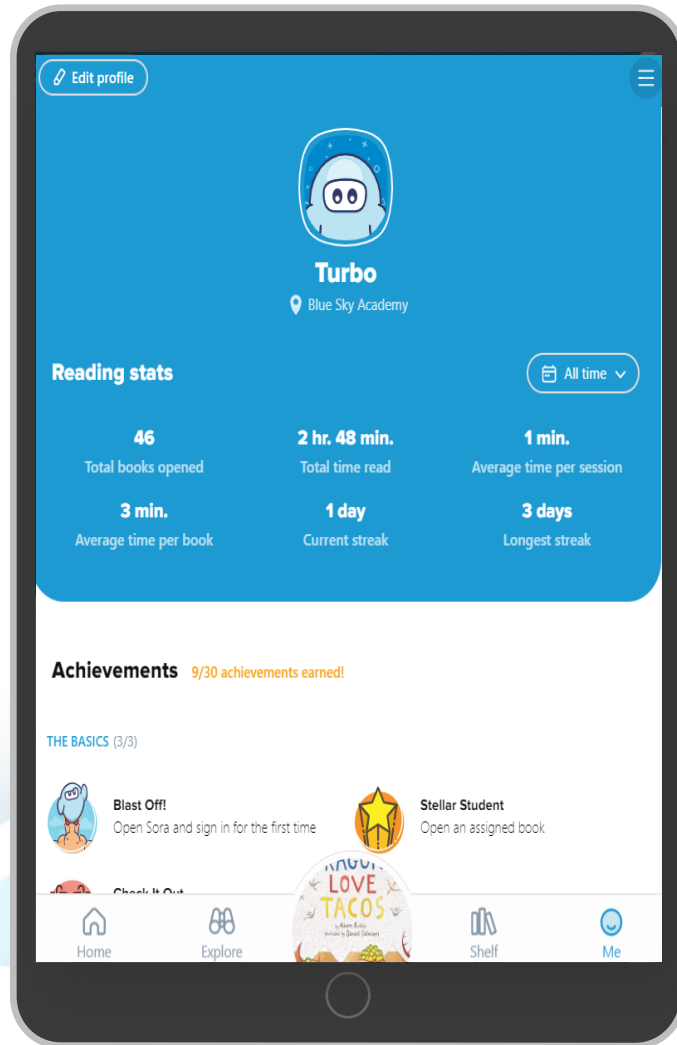 Edit profile
Turbo
Blue Sky Academy
Reading stats
All time
46
Total books opened
2 hr. 48 min.
Total time read
1 min.
Average time per session
3 min.
Average time per book
1 day
Current streak
3 days
Longest streak
Achievements 9/30 achievements earned!
THE BASICS (3/3)
Blast Off!
Open Sora and sign in for the first time
Stellar Student
Open an assigned book
Check It Out
LOVE
TACOS
Home
Explore
Shelf
Me